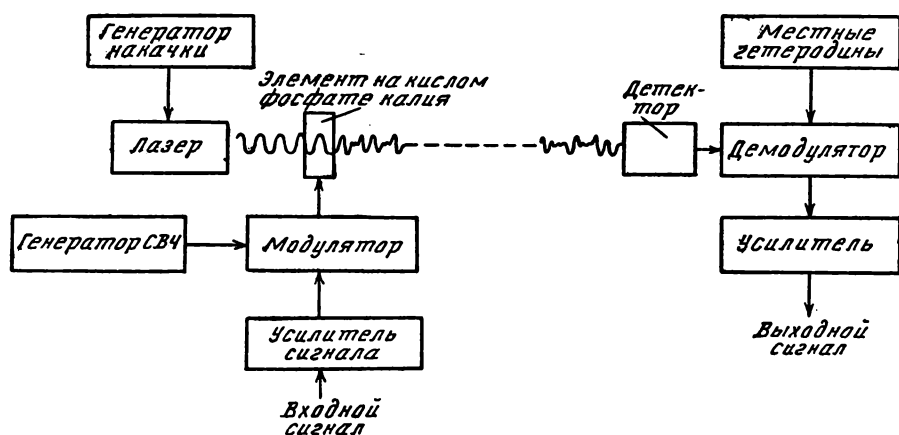 Генератор
накачки
Элемент на кислом
фосфате калия
Лазер
Генератор СВЧ
Модулятор
Усилитель
сигнала
Входной
сигнал
Детек-
тор
Местные
гетеродины
Демодулятор
Усилитель
Выходной
сигнал